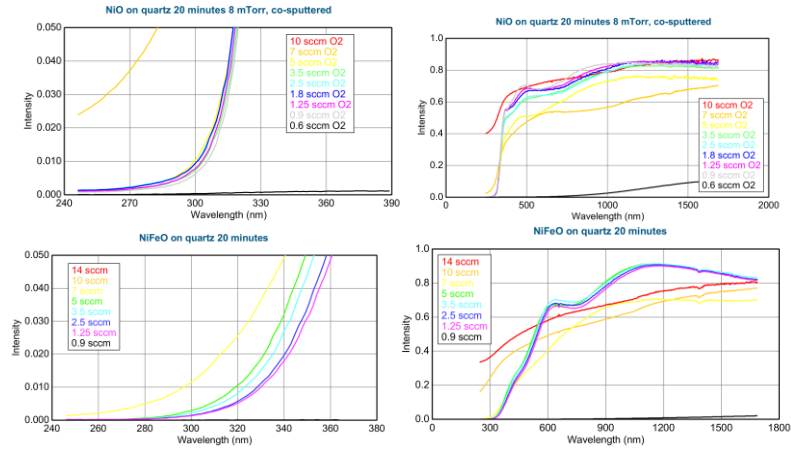 NiO on quartz 20 minutes 8 mTorr, co-sputtered
0.050
0.040
0.030
0.020
0.010
0.000
Intensity
10 sccm O2
7 sccm O2
5 sccm O2
3.5 sccm O2
2.5 sccm O2
1.8 sccm O2
1.25 sccm O2
0.9 sccm O2
0.6 sccm O2
240 270 300 330 360 390
Wavelength (nm)
NiO on quartz 20 minutes 8 mTorr, co-sputtered
1.0
0.8
0.6
0.4
0.2
0.0
Intensity
10 sccm O2
7 sccm O2
5 sccm O2
3.5 sccm O2
2.5 sccm O2
1.8 sccm O2
1.25 sccm O2
0.9 sccm O2
0.6 sccm O2
0 500 1000 1500 2000
Wavelength (nm)
NiFeO on quartz 20 minutes
0.050
0.040
0.030
0.020
0.010
0.000
Intensity
14 sccm
10 sccm
7 sccm
5 sccm
3.5 sccm
2.5 sccm
1.25 sccm
0.9 sccm
240 260 280 300 320 340 360 380
Wavelength (nm)
NiFeO on quartz 20 minutes
1.0
0.8
0.6
0.4
0.2
0.0
Intensity
14 sccm
10 sccm
7 sccm
5 sccm
3.5 sccm
2.5 sccm
1.25 sccm
0.9 sccm
0 300 600 900 1200 1500 1800
Wavelength (nm)